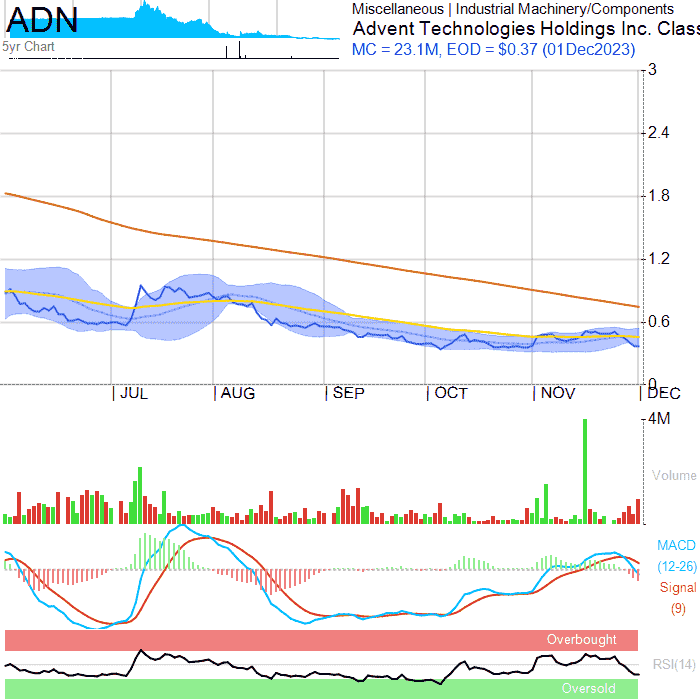 ADN
5yr Chart
Miscellaneous | Industrial Machinery/Components
Advent Technologies Holdings Inc. Clas
MC = 23.1M, EOD = $0.37 (01Dec2023)
3
2.4
1.8
1.2
0.6
0
JUL AUG SEP OCT NOV DEC
4M
Volume
MACD
(12-26)
Signal
(9)
Overbought
RSI(14)
Oversold